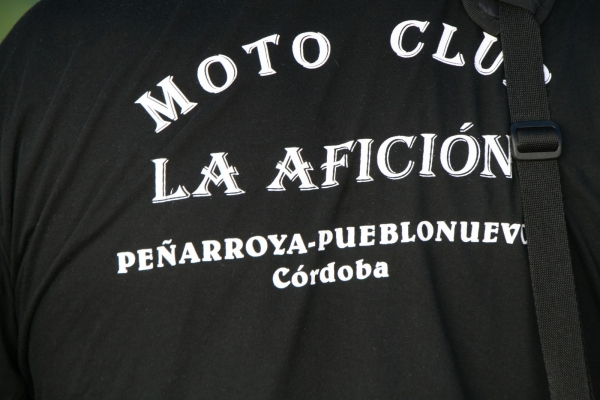 MOTO CLUB
LA AFICIÓN
PEÑARROYA-PUEBLONUEVO
Córdoba